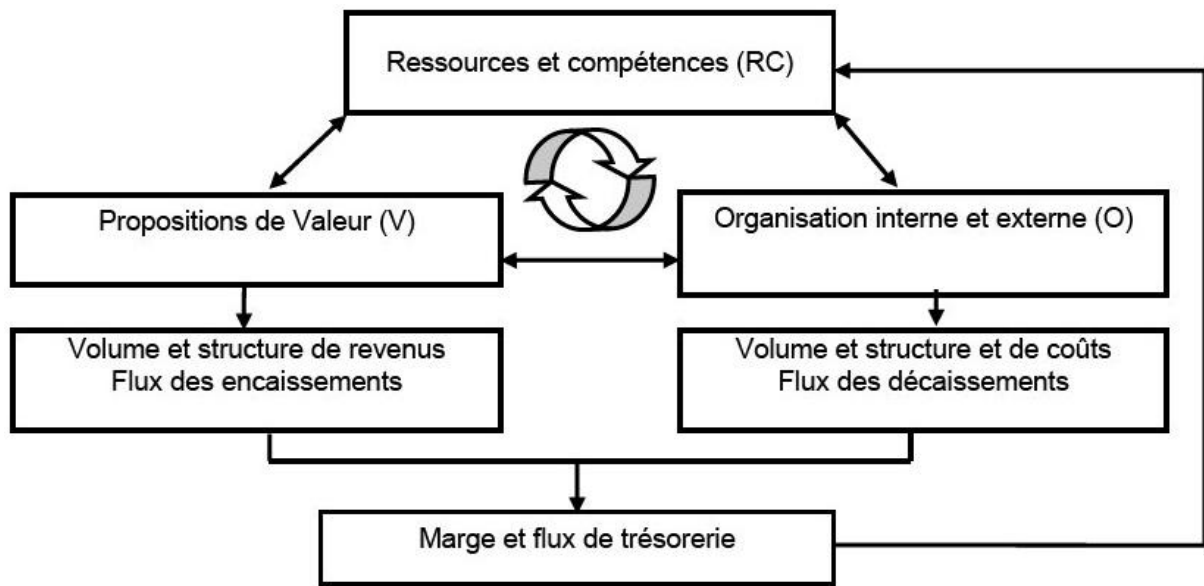 Ressources et compétences (RC)
Propositions de Valeur (V)
Organisation interne et externe (O)
Volume et structure de revenus
Flux des encaissements
Volume et structure et de coûts
Flux des décaissements
Marge et flux de trésorerie